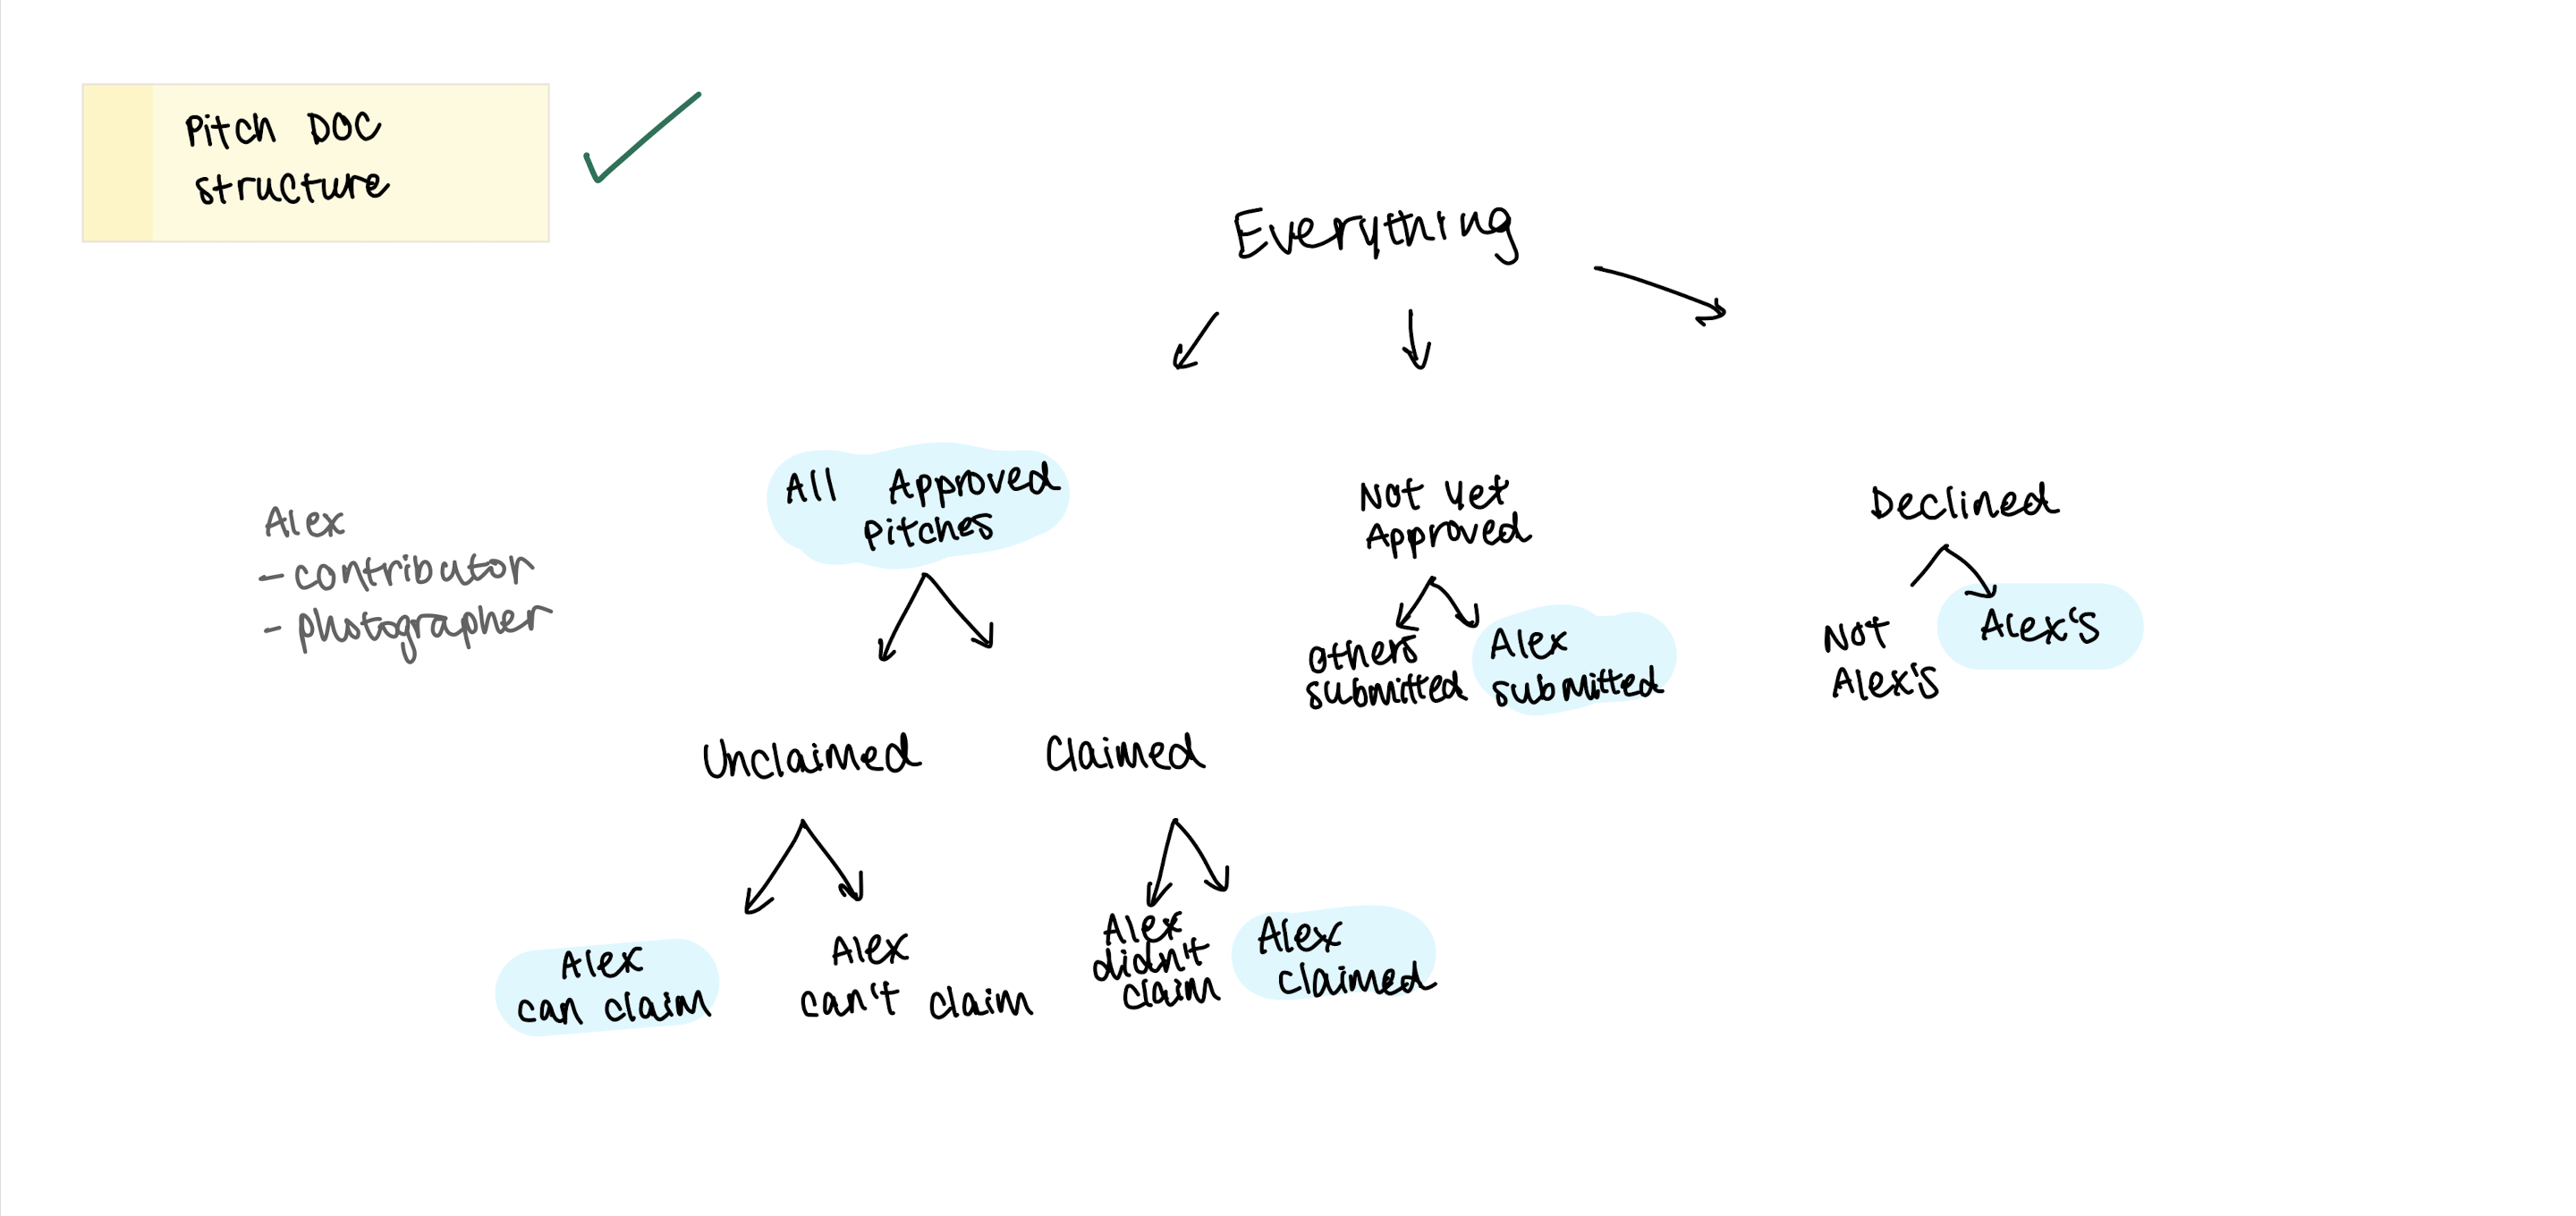 Pitch DOC
structure
Everything
All Approved
pitches
Not yet
Approved
Declined
Alex
- contributor
- photographer
others
submitted
Alex
submitted
Not
Alex's
Alex's
Unclaimed
Claimed
Alex
can claim
Alex
can't claim
Alex
didn't
claim
Alex
claimed